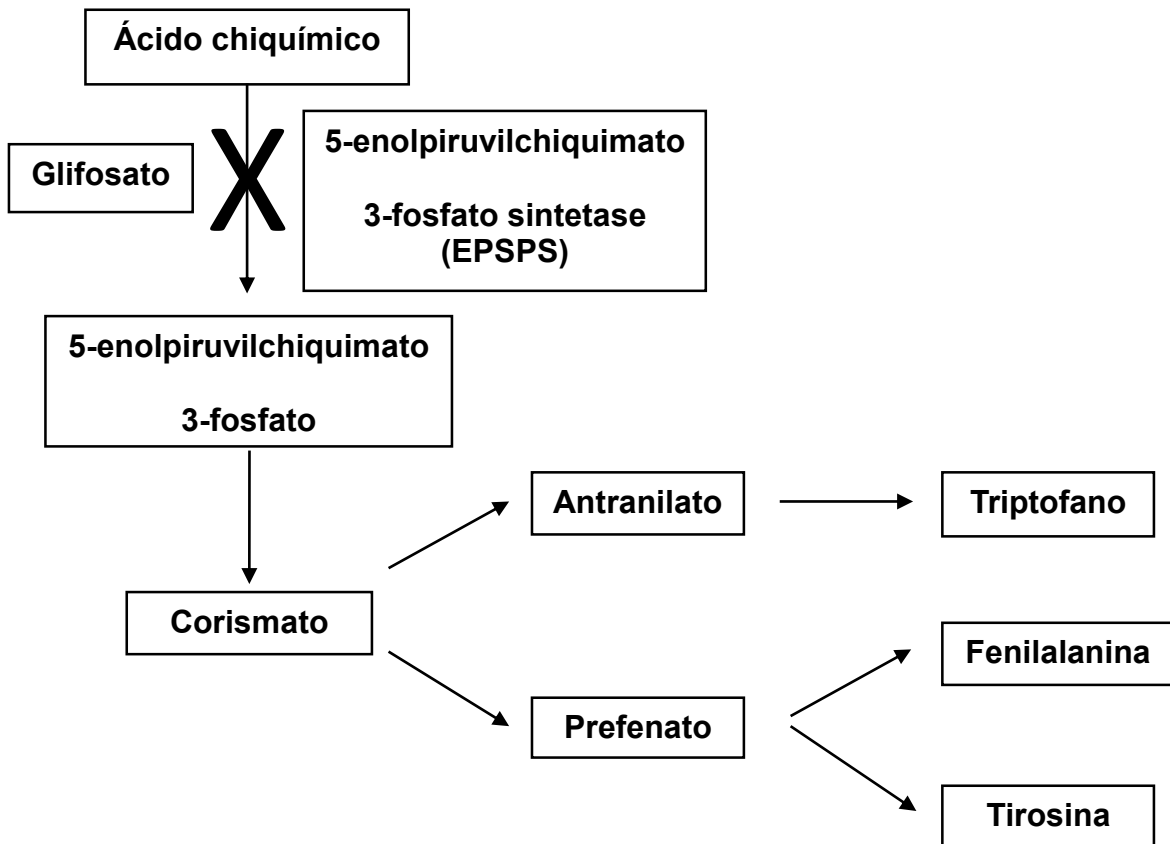 Ácido chiquímico
Glifosato
5-enolpiruvilchiquimato
3-fosfato sintetase
(EPSPS)
5-enolpiruvilchiquimato
3-fosfato
Antranilato
Triptofano
Corismato
Fenilalanina
Prefenato
Tirosina